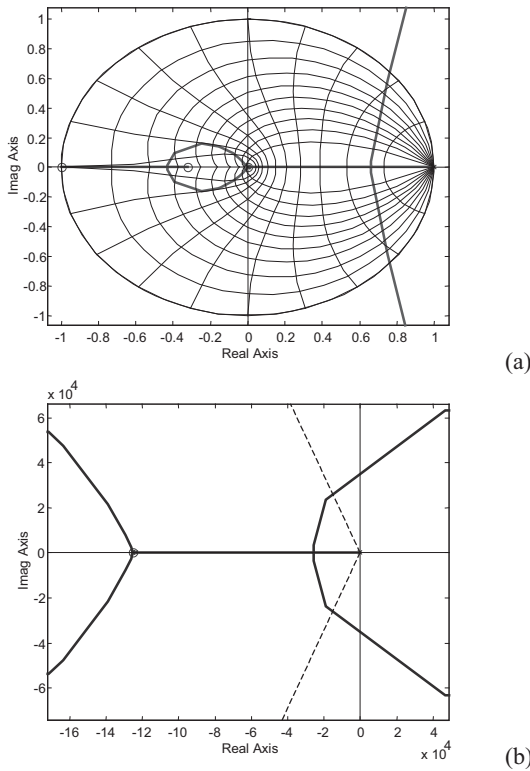 1
0.8
0.6
0.4
0.2
0
-0.2
-0.4
-0.6
-0.8
-1
Imag Axis
-1 -0.8 -0.6 -0.4 -0.2 0 0.2 0.4 0.6 0.8 1
Real Axis
(a)
x 10^4
6
4
2
0
-2
-4
-6
Imag Axis
-16 -14 -12 -10 -8 -6 -4 -2 0 2 4
Real Axis
x 10^4
(b)